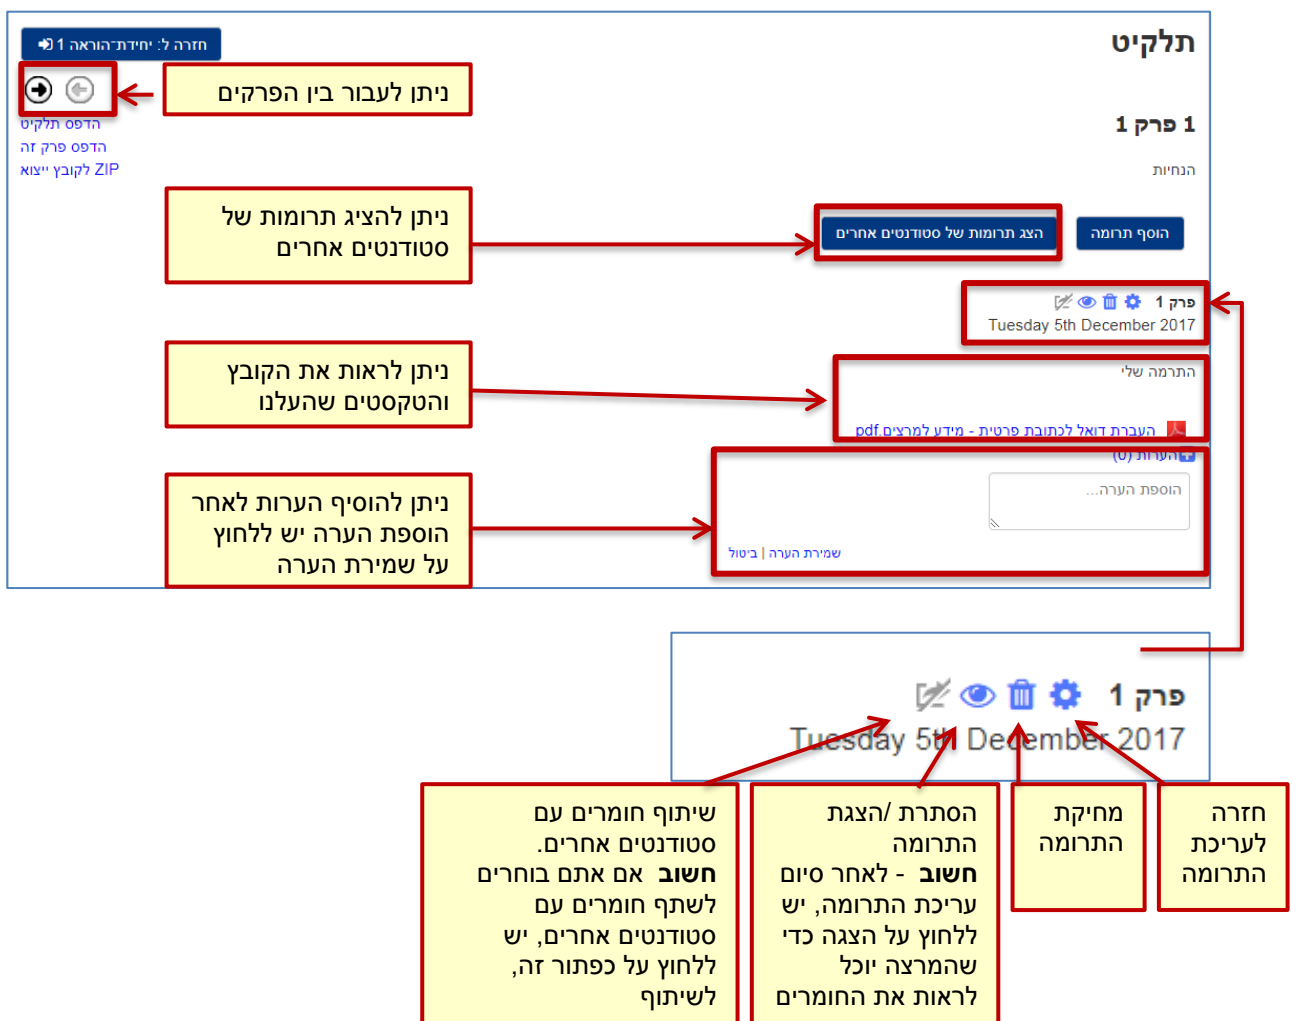 תלקיט
חזרה ל: יחידת־הוראה 1
ניתן לעבור בין הפרקים
הדפס תלקיט
הדפס פרק זה
ZIP לקובץ ייצוא
1 פרק 1
הנחיות
הוסף תרומה
הצג תרומות של סטודנטים אחרים
ניתן להציג תרומות של
סטודנטים אחרים
פרק 1
Tuesday 5th December 2017
התרמה שלי
העברת דואל לכתובת פרטית - מידע למרצים.pdf
ניתן לראות את הקובץ
והטקסטים שהעלנו
הערות (0)
הוספת הערה...
שמירת הערה | ביטול
ניתן להוסיף הערות לאחר
הוספת הערה יש ללחוץ
על שמירת הערה
פרק 1
Tuesday 5th December 2017
חזרה
לעריכת
התרומה
מחיקת
התרומה
הסתרת /הצגת
התרומה
חשוב - לאחר סיום
עריכת התרומה, יש
ללחוץ על הצגה כדי
שהמרצה יוכל
לראות את החומרים
שיתוף חומרים עם
סטודנטים אחרים.
חשוב אם אתם בוחרים
לשתף חומרים עם
סטודנטים אחרים, יש
ללחוץ על כפתור זה,
לשיתוף